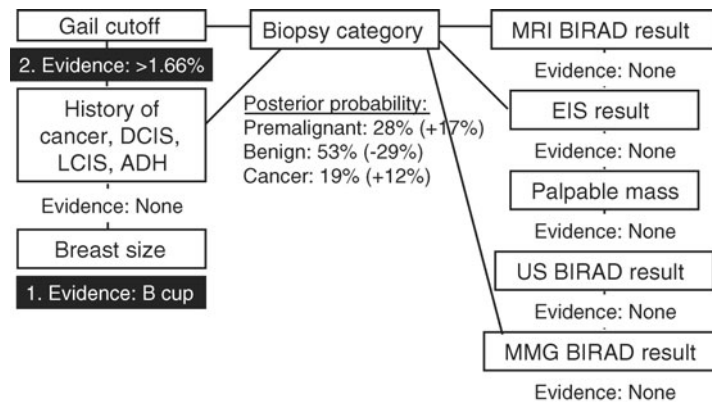 Gail cutoff
2. Evidence: >1.66%
History of
cancer, DCIS,
LCIS, ADH
Evidence: None
Breast size
1. Evidence: B cup
Biopsy category
Posterior probability:
Premalignant: 28% (+17%)
Benign: 53% (-29%)
Cancer: 19% (+12%)
MRI BIRAD result
Evidence: None
EIS result
Evidence: None
Palpable mass
Evidence: None
US BIRAD result
Evidence: None
MMG BIRAD result
Evidence: None